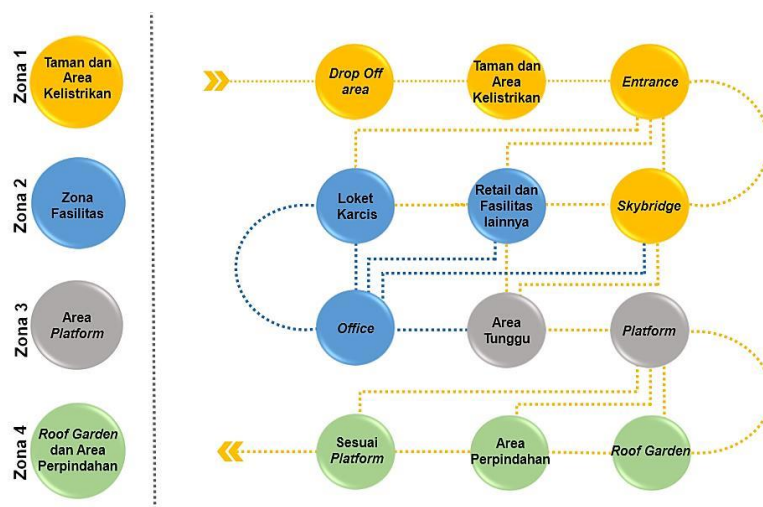 Zona 1
Taman dan
Area
Kelistrikan
Drop Off
area
Taman dan
Area
Kelistrikan
Entrance
Zona 2
Zona
Fasilitas
Loket
Karcis
Retail dan
Fasilitas
lainnya
Skybridge
Zona 3
Area
Platform
Office
Area
Tunggu
Platform
Zona 4
Roof Garden
dan Area
Perpindahan
Sesuai
Platform
Area
Perpindahan
Roof Garden